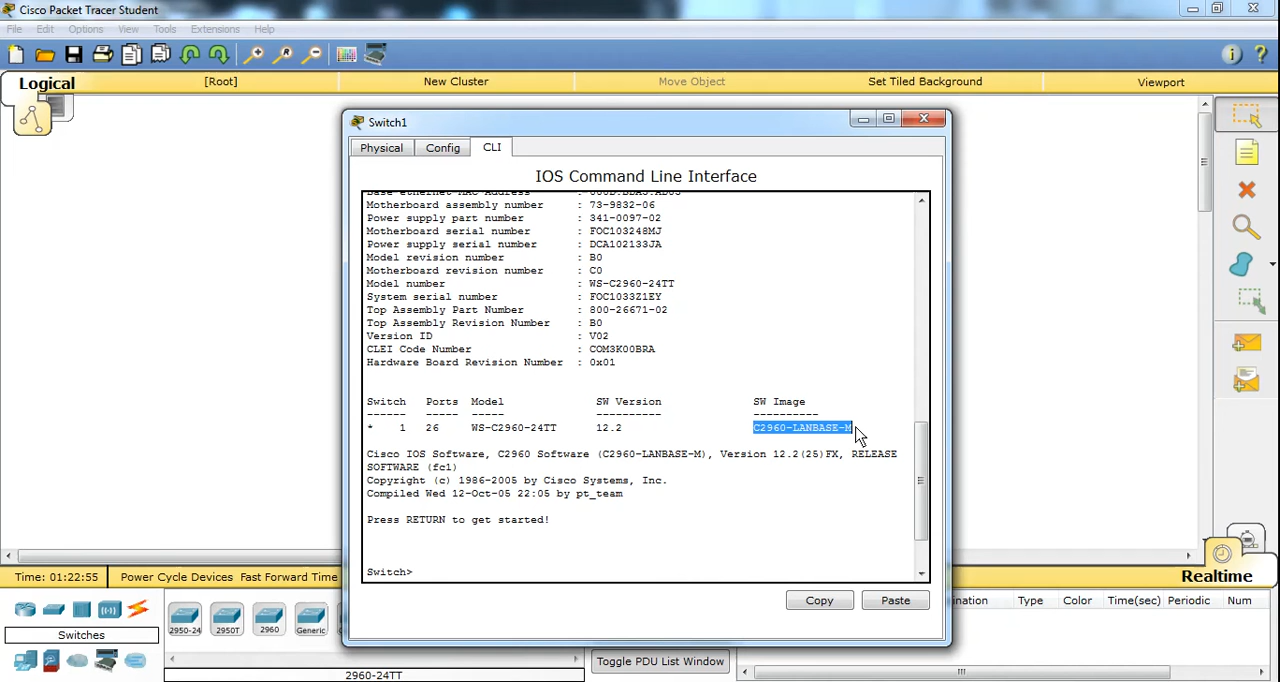 Cisco Packet Tracer Student
File Edit Options View Tools Extensions Help
Logical [Root] New Cluster Move Object Set Tiled Background Viewport
Switch1
Physical Config CLI
IOS Command Line Interface
Motherboard assembly number : 73-9832-06
Power supply part number : 341-0097-02
Motherboard serial number : FOC103248MJ
Power supply serial number : DCA102133JA
Model revision number : B0
Motherboard revision number : C0
Model number : WS-C2960-24TT
System serial number : FOC1033Z1EY
Top Assembly Part Number : 800-26671-02
Top Assembly Revision Number : B0
Version ID : V02
CLEI Code Number : COM3K00BRA
Hardware Board Revision Number : 0x01
Switch Ports Model SW Version SW Image
------ ----- ----- ---------- ----------
* 1 26 WS-C2960-24TT 12.2 C2960-LANBASE-M
Cisco IOS Software, C2960 Software (C2960-LANBASE-M), Version 12.2(25)FX, RELEASE
SOFTWARE (fc1)
Copyright (c) 1986-2005 by Cisco Systems, Inc.
Compiled Wed 12-Oct-05 22:05 by pt_team
Press RETURN to get started!
Switch>
Copy Paste
Time: 01:22:55 Power Cycle Devices Fast Forward Time
Realtime
2950-24 2950T 2960 Generic
Switches
2960-24TT
Toggle PDU List Window
ination Type Color Time(sec) Periodic Num